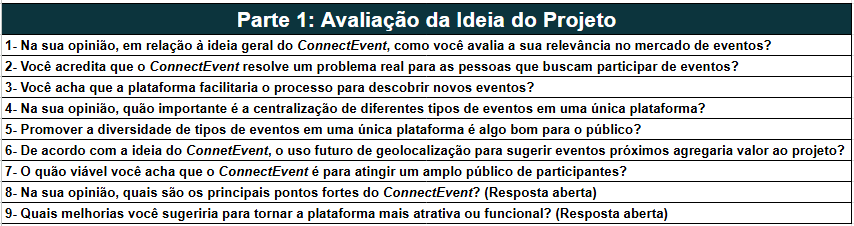 Parte 1: Avaliação da Ideia do Projeto
1- Na sua opinião, em relação à ideia geral do ConnectEvent, como você avalia a sua relevância no mercado de eventos?
2- Você acredita que o ConnectEvent resolve um problema real para as pessoas que buscam participar de eventos?
3- Você acha que a plataforma facilitaria o processo para descobrir novos eventos?
4- Na sua opinião, quão importante é a centralização de diferentes tipos de eventos em uma única plataforma?
5- Promover a diversidade de tipos de eventos em uma única plataforma é algo bom para o público?
6- De acordo com a ideia do ConnetEvent, o uso futuro de geolocalização para sugerir eventos próximos agregaria valor ao projeto?
7- O quão viável você acha que o ConnectEvent é para atingir um amplo público de participantes?
8- Na sua opinião, quais são os principais pontos fortes do ConnectEvent? (Resposta aberta)
9- Quais melhorias você sugeriria para tornar a plataforma mais atrativa ou funcional? (Resposta aberta)